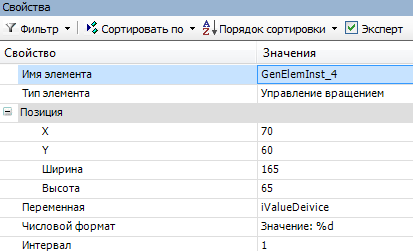 Свойства
Фильтр Сортировать по Порядок сортировки Эксперт
Свойство Значения
Имя элемента GenElemInst_4
Тип элемента Управление вращением
Позиция
X 70
Y 60
Ширина 165
Высота 65
Переменная iValueDeivice
Числовой формат Значение: %d
Интервал 1